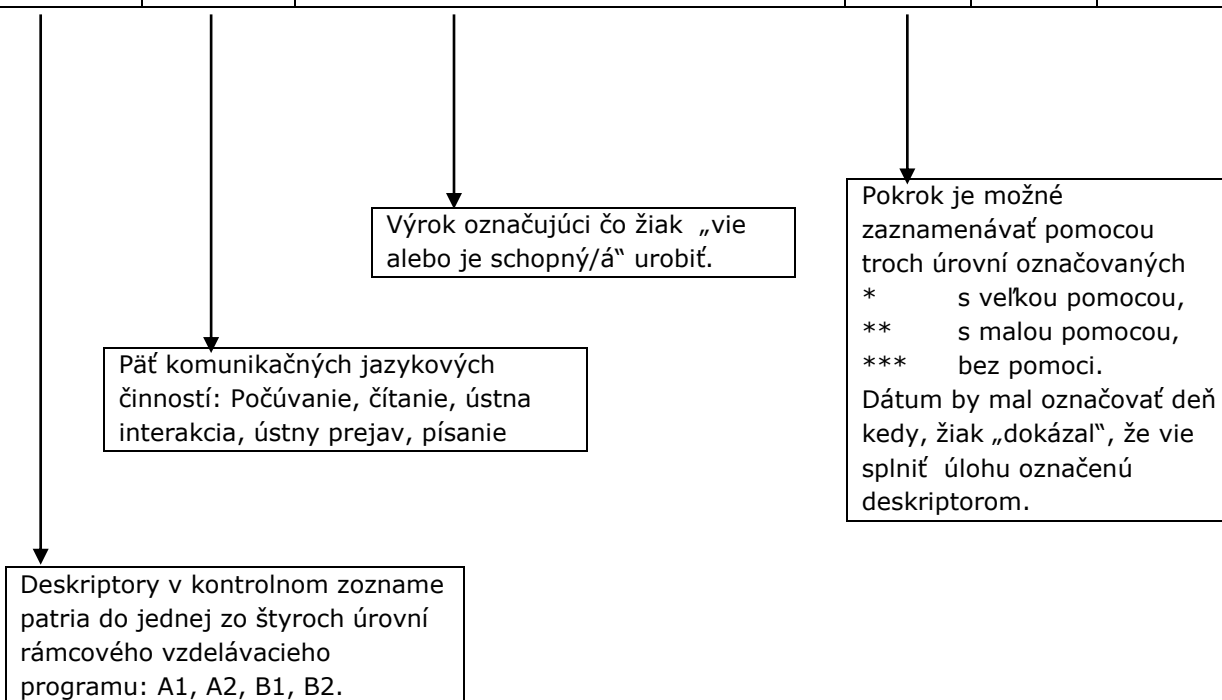 Výrok označujúci čo žiak „vie
alebo je schopný/á“ urobiť.
Pokrok je možné
zaznamenávať pomocou
troch úrovní označovaných
* s veľkou pomocou,
** s malou pomocou,
*** bez pomoci.
Dátum by mal označovať deň
kedy, žiak „dokázal“, že vie
splniť úlohu označenú
deskriptorom.
Päť komunikačných jazykových
činností: Počúvanie, čítanie, ústna
interakcia, ústny prejav, písanie
Deskriptory v kontrolnom zozname
patria do jednej zo štyroch úrovní
rámcového vzdelávacieho
programu: A1, A2, B1, B2.